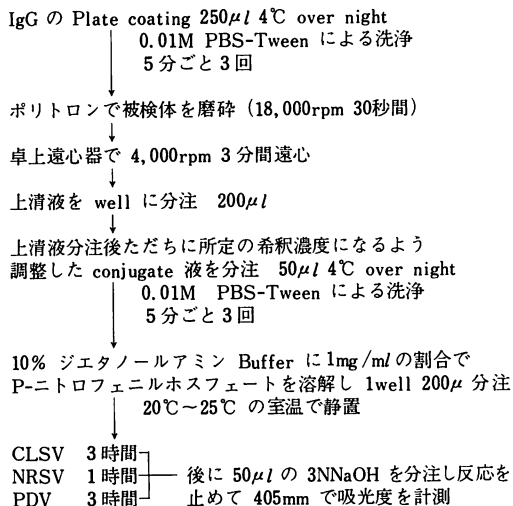 IgG の Plate coating 250μl 4℃ over night
0.01M PBS-Tween による洗浄
5分ごと3回
ポリトロンで被検体を磨砕 (18,000rpm 30秒間)
卓上遠心器で 4,000rpm 3分間遠心
上清液を well に分注 200μl
上清液分注後ただちに所定の希釈濃度になるよう
調整した conjugate 液を分注 50μl 4℃ over night
0.01M PBS-Tween による洗浄
5分ごと3回
10% ジエタノールアミン Buffer に 1mg/mlの割合で
P-ニトロフェニルホスフェートを溶解し 1well 200μ 分注
20℃~25℃ の室温で静置
CLSV 3時間
NRSV 1時間 後に 50μl の 3NNaOH を分注し反応を
PDV 3時間 止めて 405mm で吸光度を計測